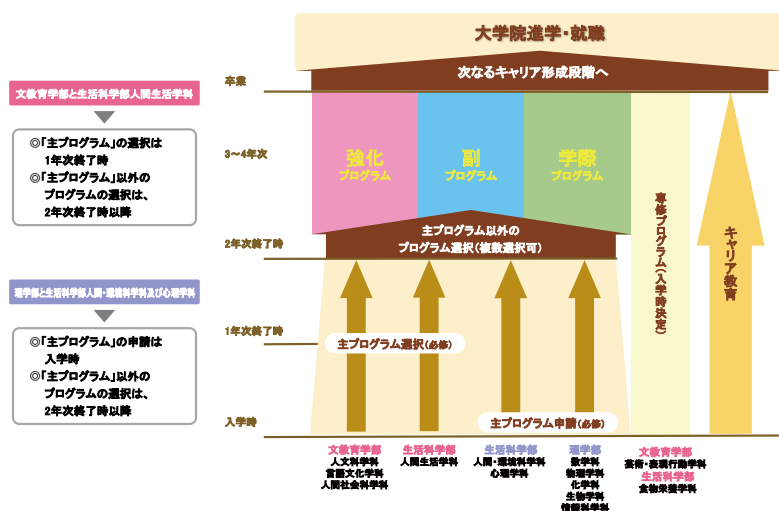 大学院進学・就職
次なるキャリア形成段階へ
卒業
文教育学部と生活科学部人間生活学科
◎「主プログラム」の選択は
1年次終了時
◎「主プログラム」以外の
プログラムの選択は、
2年次終了時以降
3～4年次
強化
プログラム
副
プログラム
学際
プログラム
専修プログラム(入学時決定)
キャリア教育
2年次終了時
主プログラム以外の
プログラム選択(複数選択可)
理学部と生活科学部人間・環境科学科及び心理学科
◎「主プログラム」の申請は
入学時
◎「主プログラム」以外の
プログラムの選択は、
2年次終了時以降
1年次終了時
主プログラム選択(必修)
入学時
主プログラム申請(必修)
文教育学部
人文科学科
言語文化学科
人間社会科学科
生活科学部
人間生活学科
生活科学部
人間・環境科学科
心理学科
理学部
数学科
物理学科
化学科
生物学科
情報科学科
文教育学部
芸術・表現行動学科
生活科学部
食物栄養学科